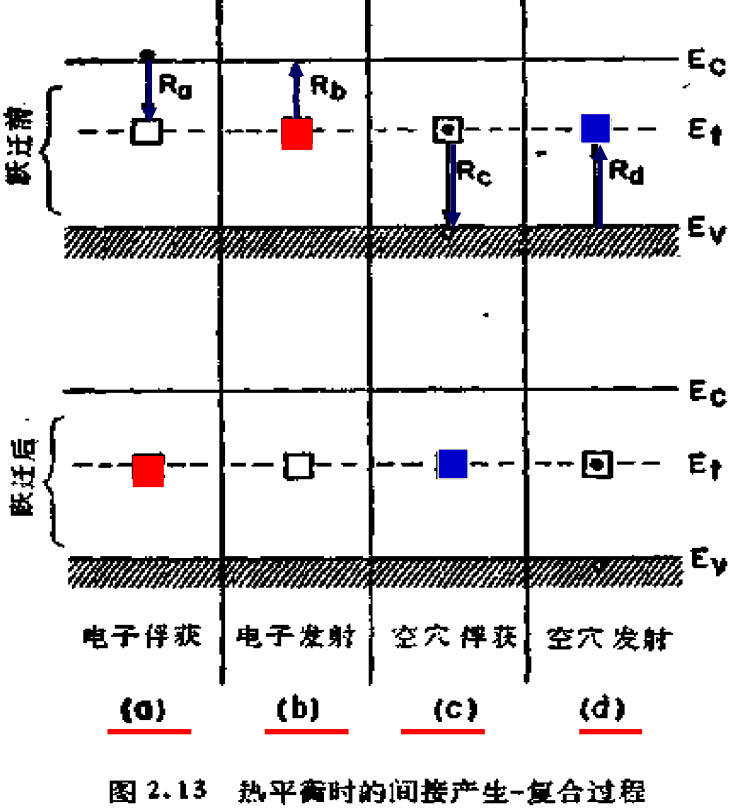 Ra Rb Rc Rd
EC
Et
EV
跃迁前
EC
Et
EV
跃迁后
电子俘获 电子发射 空穴俘获 空穴发射
(a) (b) (c) (d)
图 2.13 热平衡时的间接产生-复合过程